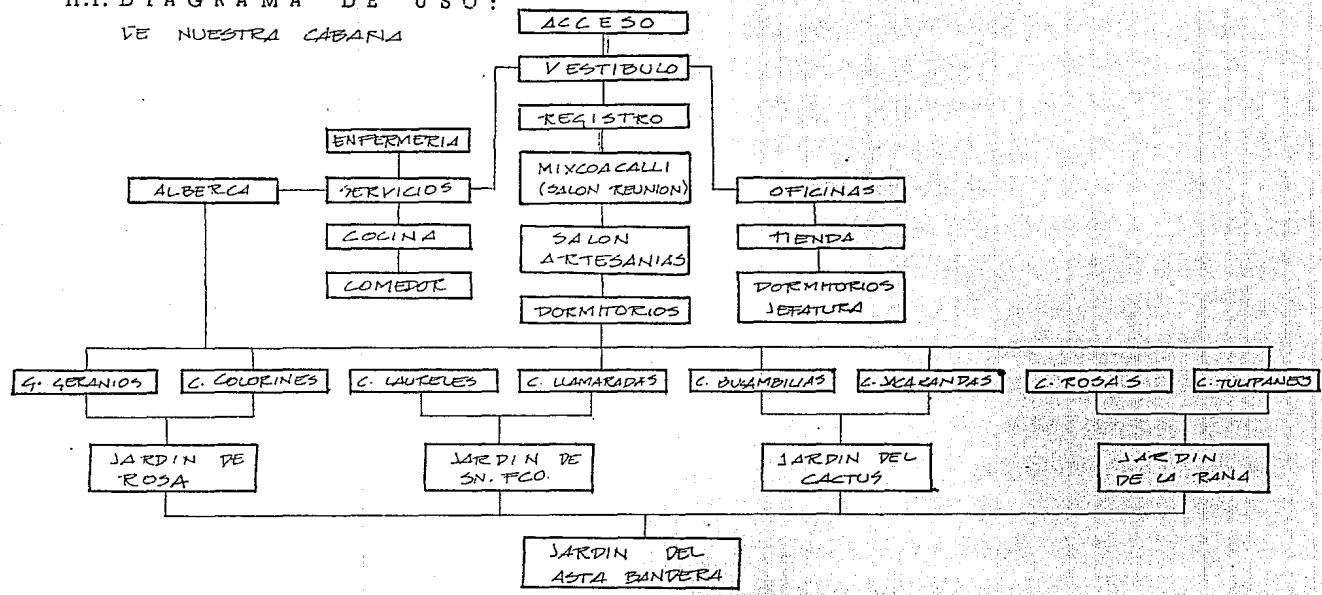 DIAGRAMA DE USO:
DE NUESTRA CABAÑA
ACCESO
VESTIBULO
REGISTRO
ENFERMERIA
MIXCOACALLI
(SALON REUNION)
ALBERCA
SERVICIOS
OFICINAS
COCINA
SALON
ARTESANIAS
TIENDA
COMEDOR
DORMITORIOS
DORMITORIOS
JEFATURA
G. GERANIOS
C. COLORINES
C. LAURELES
C. LLAMARADAS
C. BUGAMBILIAS
C. JACARANDAS
C. ROSAS
C. TULIPANES
JARDIN DE
ROSA
JARDIN DE
SN. FCO.
JARDIN DEL
CACTUS
JARDIN
DE LA RANA
JARDIN DEL
ASTA BANDERA